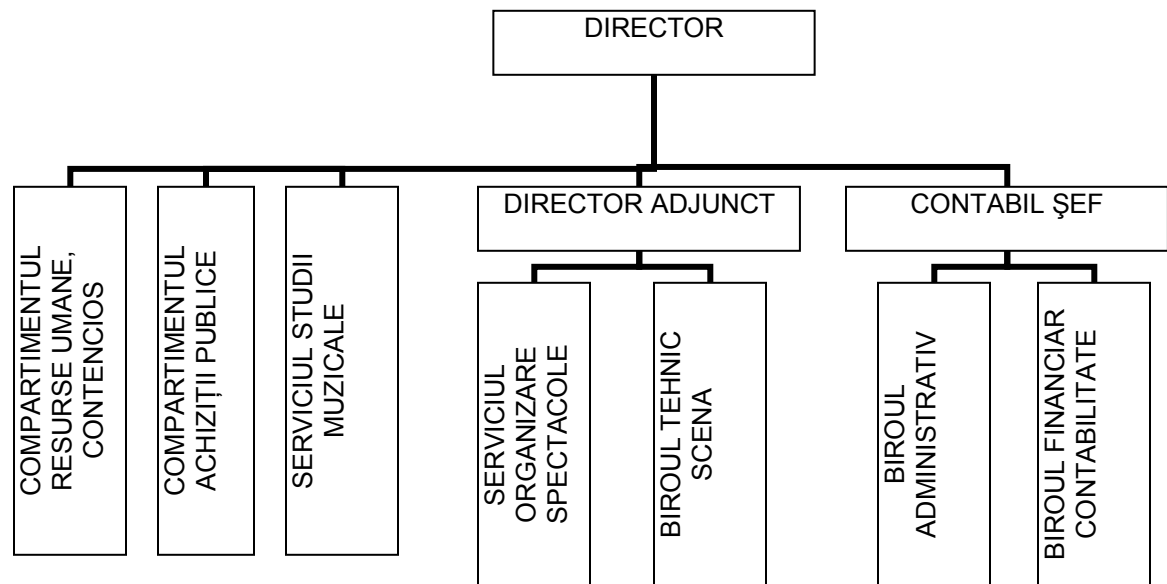 DIRECTOR
COMPARTIMENTUL
RESURSE UMANE,
CONTENCIOS
COMPARTIMENTUL
ACHIZIȚII PUBLICE
SERVICIUL STUDII
MUZICALE
DIRECTOR ADJUNCT
SERVICIUL
ORGANIZARE
SPECTACOLE
BIROUL TEHNIC
SCENA
CONTABIL ŞEF
BIROUL
ADMINISTRATIV
BIROUL FINANCIAR
CONTABILITATE